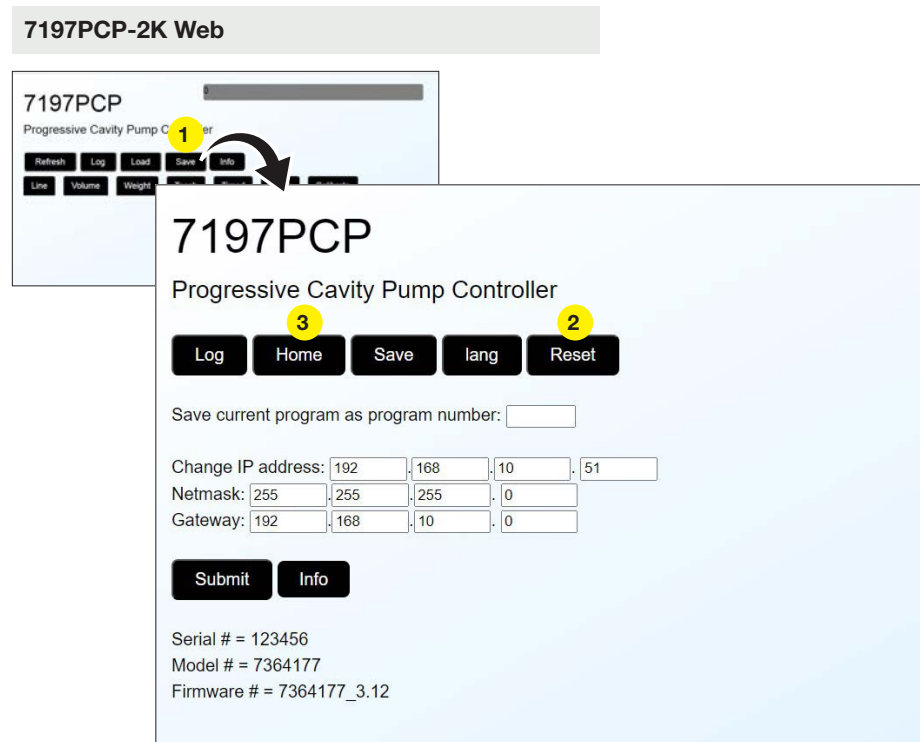 7197PCP-2K Web
7197PCP
0
Progressive Cavity Pump C
er
1
Refresh Log Load Save Info
Line Volume Weight
7197PCP
Progressive Cavity Pump Controller
3 2
Log Home Save lang Reset
Save current program as program number:
Change IP address: 192 . 168 . 10 . 51
Netmask: 255 . 255 . 255 . 0
Gateway: 192 . 168 . 10 . 0
Submit Info
Serial # = 123456
Model # = 7364177
Firmware # = 7364177_3.12